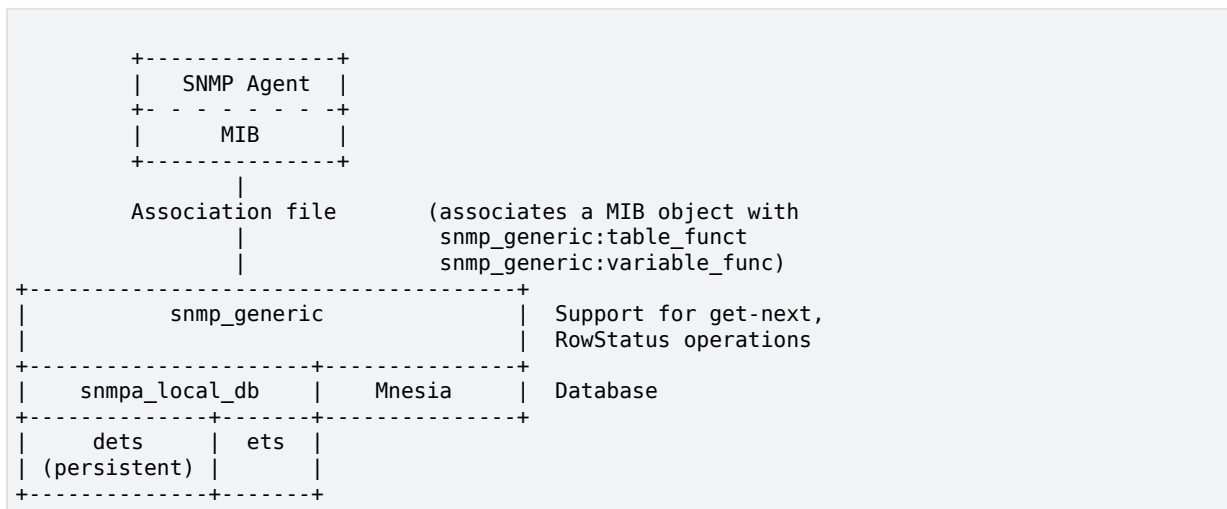 +---------------+
|   SNMP Agent  |
+- - - - - - - -+
|      MIB      |
+---------------+
|
Association file       (associates a MIB object with
|                snmp_generic:table_funct
|                snmp_generic:variable_func)
+--------------------------------------+
|           snmp_generic               |  Support for get-next,
|                                      |  RowStatus operations
+----------------------+---------------+
|    snmpa_local_db    |    Mnesia     |  Database
+--------------+-------+---------------+
|     dets     |  ets  |
| (persistent) |       |
+--------------+-------+